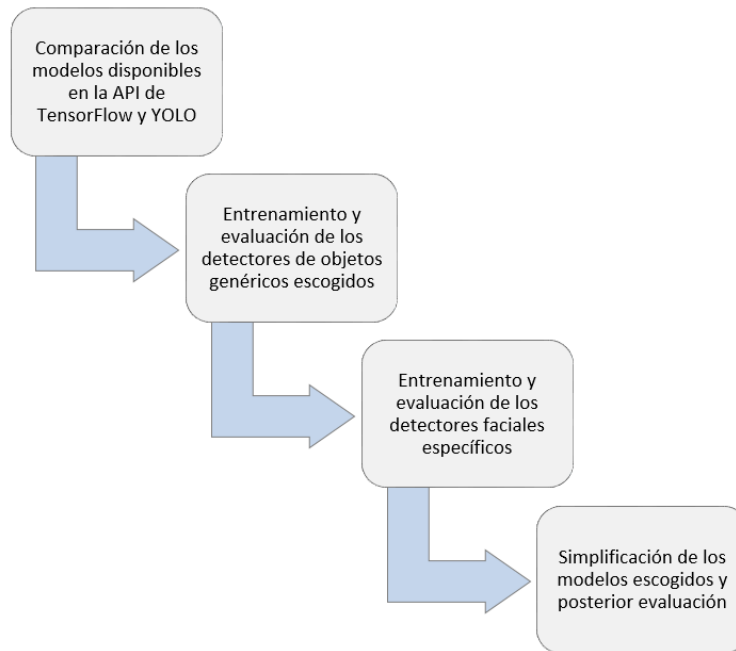 Comparación de los
modelos disponibles
en la API de
TensorFlow y YOLO
Entrenamiento y
evaluación de los
detectores de objetos
genéricos escogidos
Entrenamiento y
evaluación de los
detectores faciales
específicos
Simplificación de los
modelos escogidos y
posterior evaluación